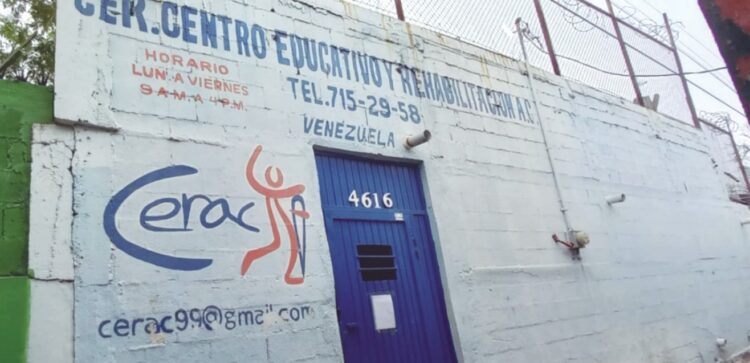 CER.CENTRO EDUCATIVO Y REHABILITACION A.C.
HORARIO
LUN. A VIERNES
9 A.M. A 4 P.M.
TEL.715-29-58
VENEZUELA
4616
Cerac
cerac99@gmail.com